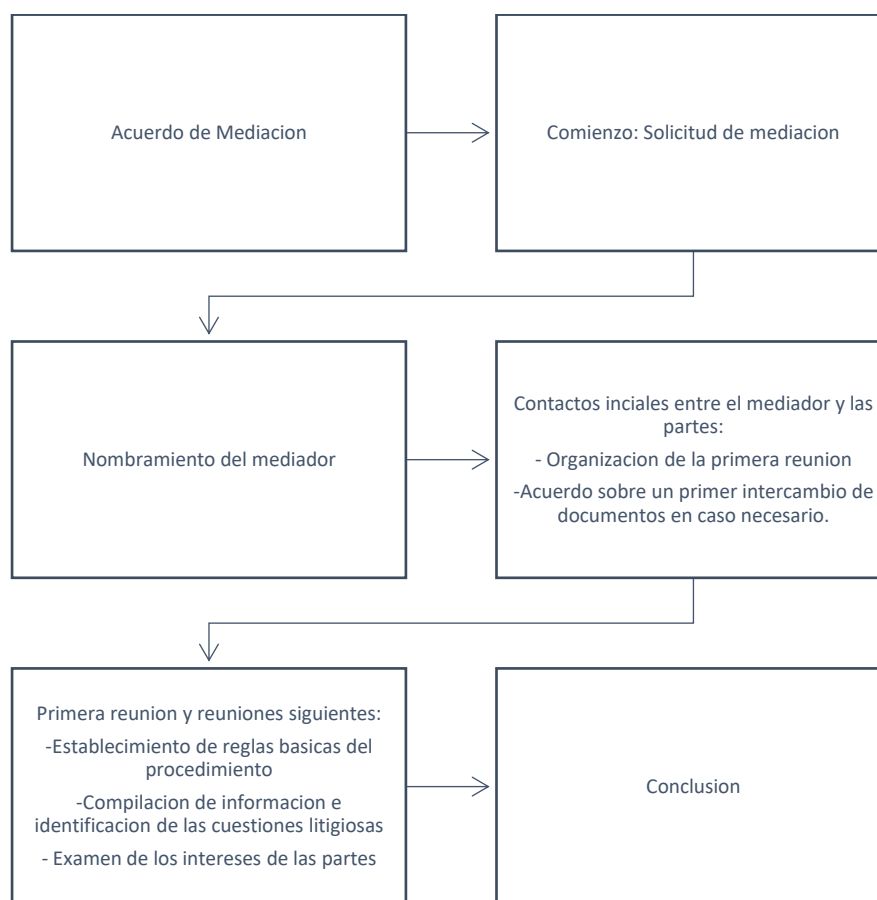 Acuerdo de Mediacion
Comienzo: Solicitud de mediacion
Nombramiento del mediador
Contactos inciales entre el mediador y las
partes:
- Organizacion de la primera reunion
-Acuerdo sobre un primer intercambio de
documentos en caso necesario.
Primera reunion y reuniones siguientes:
-Establecimiento de reglas basicas del
procedimiento
-Compilacion de informacion e
identificacion de las cuestiones litigiosas
- Examen de los intereses de las partes
Conclusion